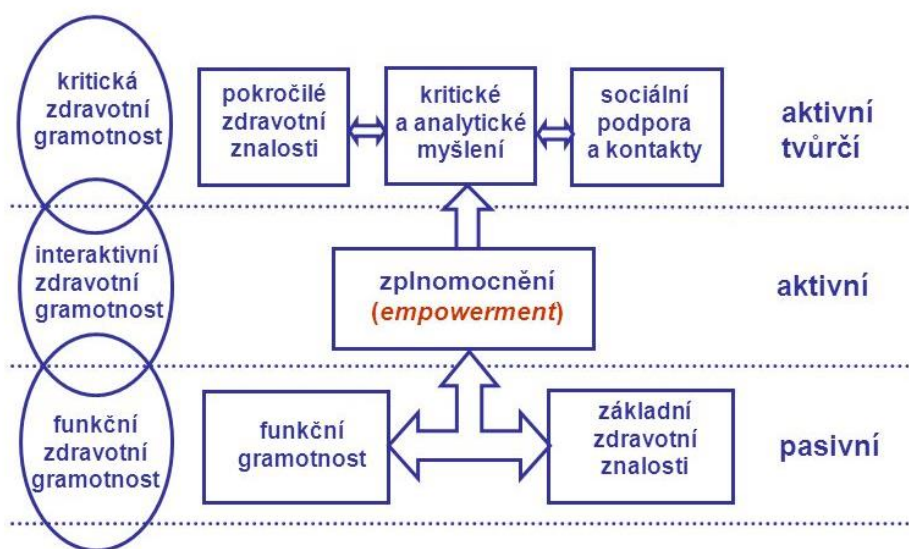 kritická
zdravotní
gramotnost
pokročilé
zdravotní
znalosti
kritické
a analytické
myšlení
sociální
podpora
a kontakty
aktivní
tvůrčí
interaktivní
zdravotní
gramotnost
zplnomocnění
(empowerment)
aktivní
funkční
zdravotní
gramotnost
funkční
gramotnost
základní
zdravotní
znalosti
pasivní